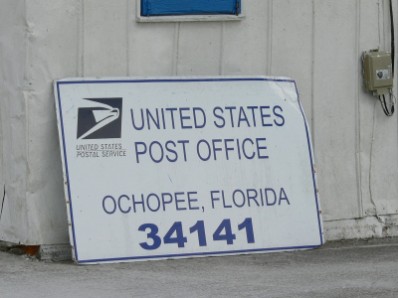 UNITED STATES
POST OFFICE
UNITED STATES
POSTAL SERVICE
OCHOPEE, FLORIDA
34141